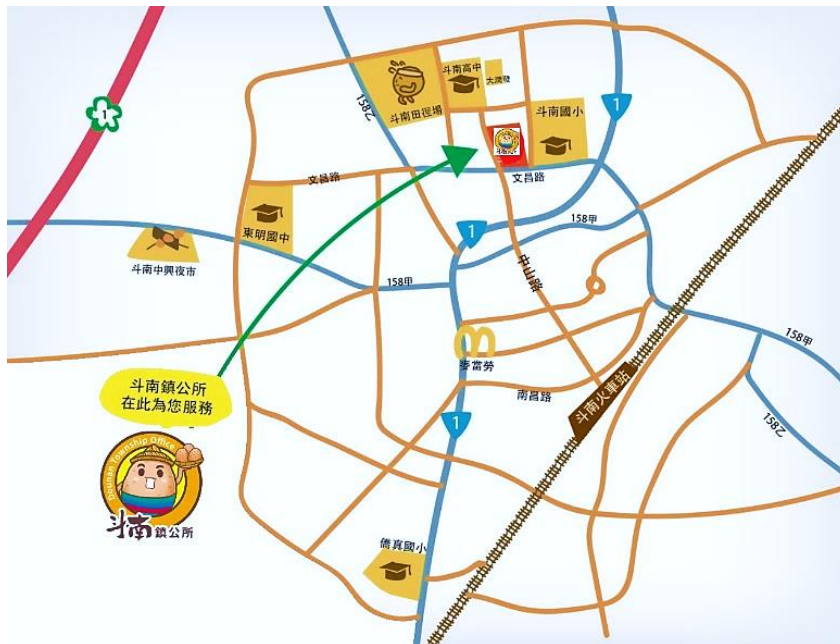 斗南高中
大潤發
斗南田徑場
斗南國小
1
1
158乙
文昌路
文昌路
東明國中
斗南中興夜市
1
158甲
中山路
158甲
158甲
麥當勞
斗南鎮公所
在此為您服務
南昌路
斗南火車站
158乙
1
Dounan Township Office
斗南鎮公所
僑真國小